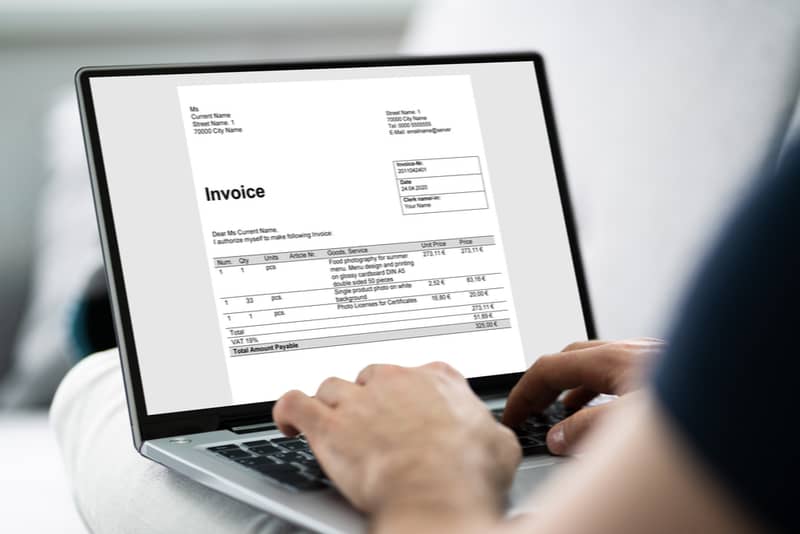 Ms
Current Name
Street Name. 1
70000 City Name
Street Name. 1
70000 City Name
Tel: 0000 5555555
E-Mail: emailname@server
Invoice-Nr.
2011042401
Date
24.04.2020
Clerk name/-in:
Your Name
Invoice
Dear Ms Current Name,
I authorize myself to make following Invoice:
Num. Qty Units Article Nr. Goods, Service Unit Price Price
1 1 pcs Food photography for summer 273,11 € 273,11 €
menu. Menu design and printing
on glossy cardboard DIN A5
double sided 50 pieces
1 33 pcs. Single product photo on white 2,52 € 83,16 €
background
1 1 pcs. Photo Licenses for Certificates 16,80 € 20,00 €
Total 273,11 €
VAT 19% 51,89 €
Total Amount Payable 325,00 €